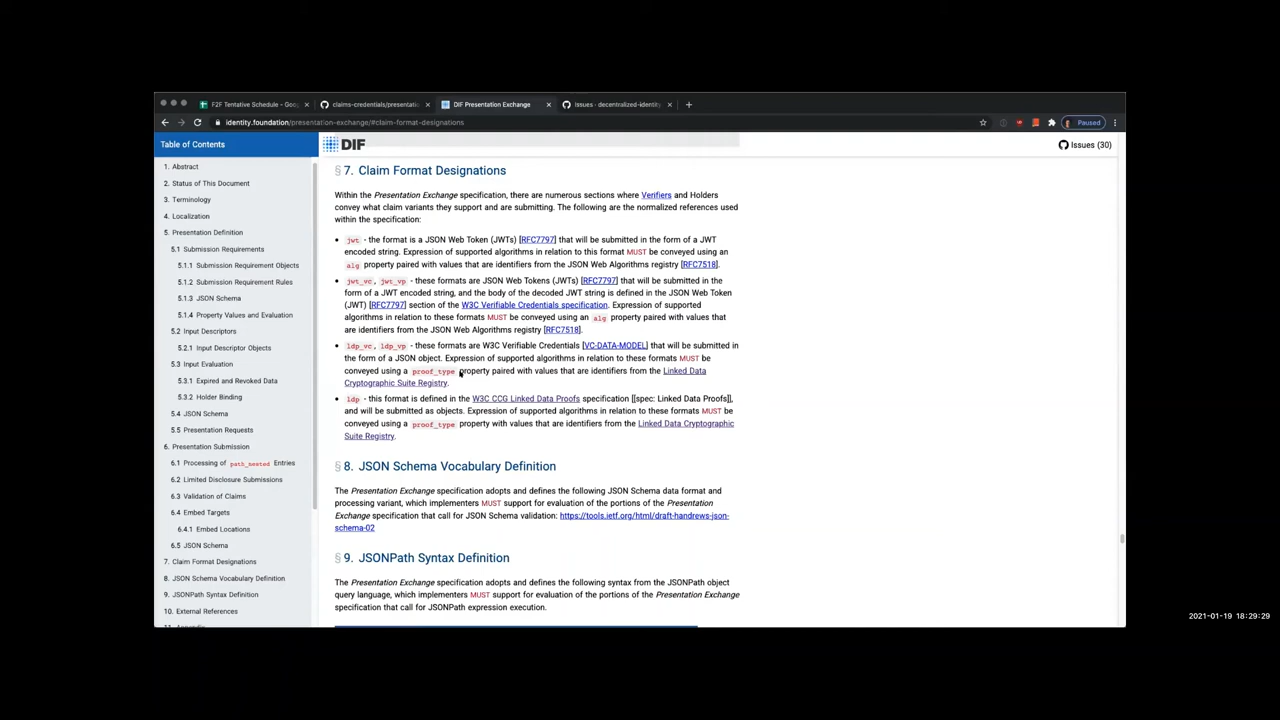 F2F Tentative Schedule - Goog
claims-credentials/presentatio
DIF Presentation Exchange
Issues · decentralized-identity
identity.foundation/presentation-exchange/#claim-format-designations
Paused
Table of Contents
1. Abstract
2. Status of This Document
3. Terminology
4. Localization
5. Presentation Definition
5.1 Submission Requirements
5.1.1 Submission Requirement Objects
5.1.2 Submission Requirement Rules
5.1.3 JSON Schema
5.1.4 Property Values and Evaluation
5.2 Input Descriptors
5.2.1 Input Descriptor Objects
5.3 Input Evaluation
5.3.1 Expired and Revoked Data
5.3.2 Holder Binding
5.4 JSON Schema
5.5 Presentation Requests
6. Presentation Submission
6.1 Processing of path_nested Entries
6.2 Limited Disclosure Submissions
6.3 Validation of Claims
6.4 Embed Targets
6.4.1 Embed Locations
6.5 JSON Schema
7. Claim Format Designations
8. JSON Schema Vocabulary Definition
9. JSONPath Syntax Definition
10. External References
11. Appendix
DIF
Issues (30)
§ 7. Claim Format Designations
Within the Presentation Exchange specification, there are numerous sections where Verifiers and Holders
convey what claim variants they support and are submitting. The following are the normalized references used
within the specification:
• jwt - the format is a JSON Web Token (JWTs) [RFC7797] that will be submitted in the form of a JWT
encoded string. Expression of supported algorithms in relation to this format MUST be conveyed using an
alg property paired with values that are identifiers from the JSON Web Algorithms registry [RFC7518].
• jwt_vc, jwt_vp - these formats are JSON Web Tokens (JWTs) [RFC7797] that will be submitted in the
form of a JWT encoded string, and the body of the decoded JWT string is defined in the JSON Web Token
(JWT) [RFC7797] section of the W3C Verifiable Credentials specification. Expression of supported
algorithms in relation to these formats MUST be conveyed using an alg property paired with values that
are identifiers from the JSON Web Algorithms registry [RFC7518].
• ldp_vc, ldp_vp - these formats are W3C Verifiable Credentials [VC-DATA-MODEL] that will be submitted in
the form of a JSON object. Expression of supported algorithms in relation to these formats MUST be
conveyed using a proof_type property paired with values that are identifiers from the Linked Data
Cryptographic Suite Registry.
• ldp - this format is defined in the W3C CCG Linked Data Proofs specification [[spec: Linked Data Proofs]],
and will be submitted as objects. Expression of supported algorithms in relation to these formats MUST be
conveyed using a proof_type property with values that are identifiers from the Linked Data Cryptographic
Suite Registry.
§ 8. JSON Schema Vocabulary Definition
The Presentation Exchange specification adopts and defines the following JSON Schema data format and
processing variant, which implementers MUST support for evaluation of the portions of the Presentation
Exchange specification that call for JSON Schema validation: https://tools.ietf.org/html/draft-handrews-json-
schema-02
§ 9. JSONPath Syntax Definition
The Presentation Exchange specification adopts and defines the following syntax from the JSONPath object
query language, which implementers MUST support for evaluation of the portions of the Presentation Exchange
specification that call for JSONPath expression execution.
2021-01-19 18:29:29